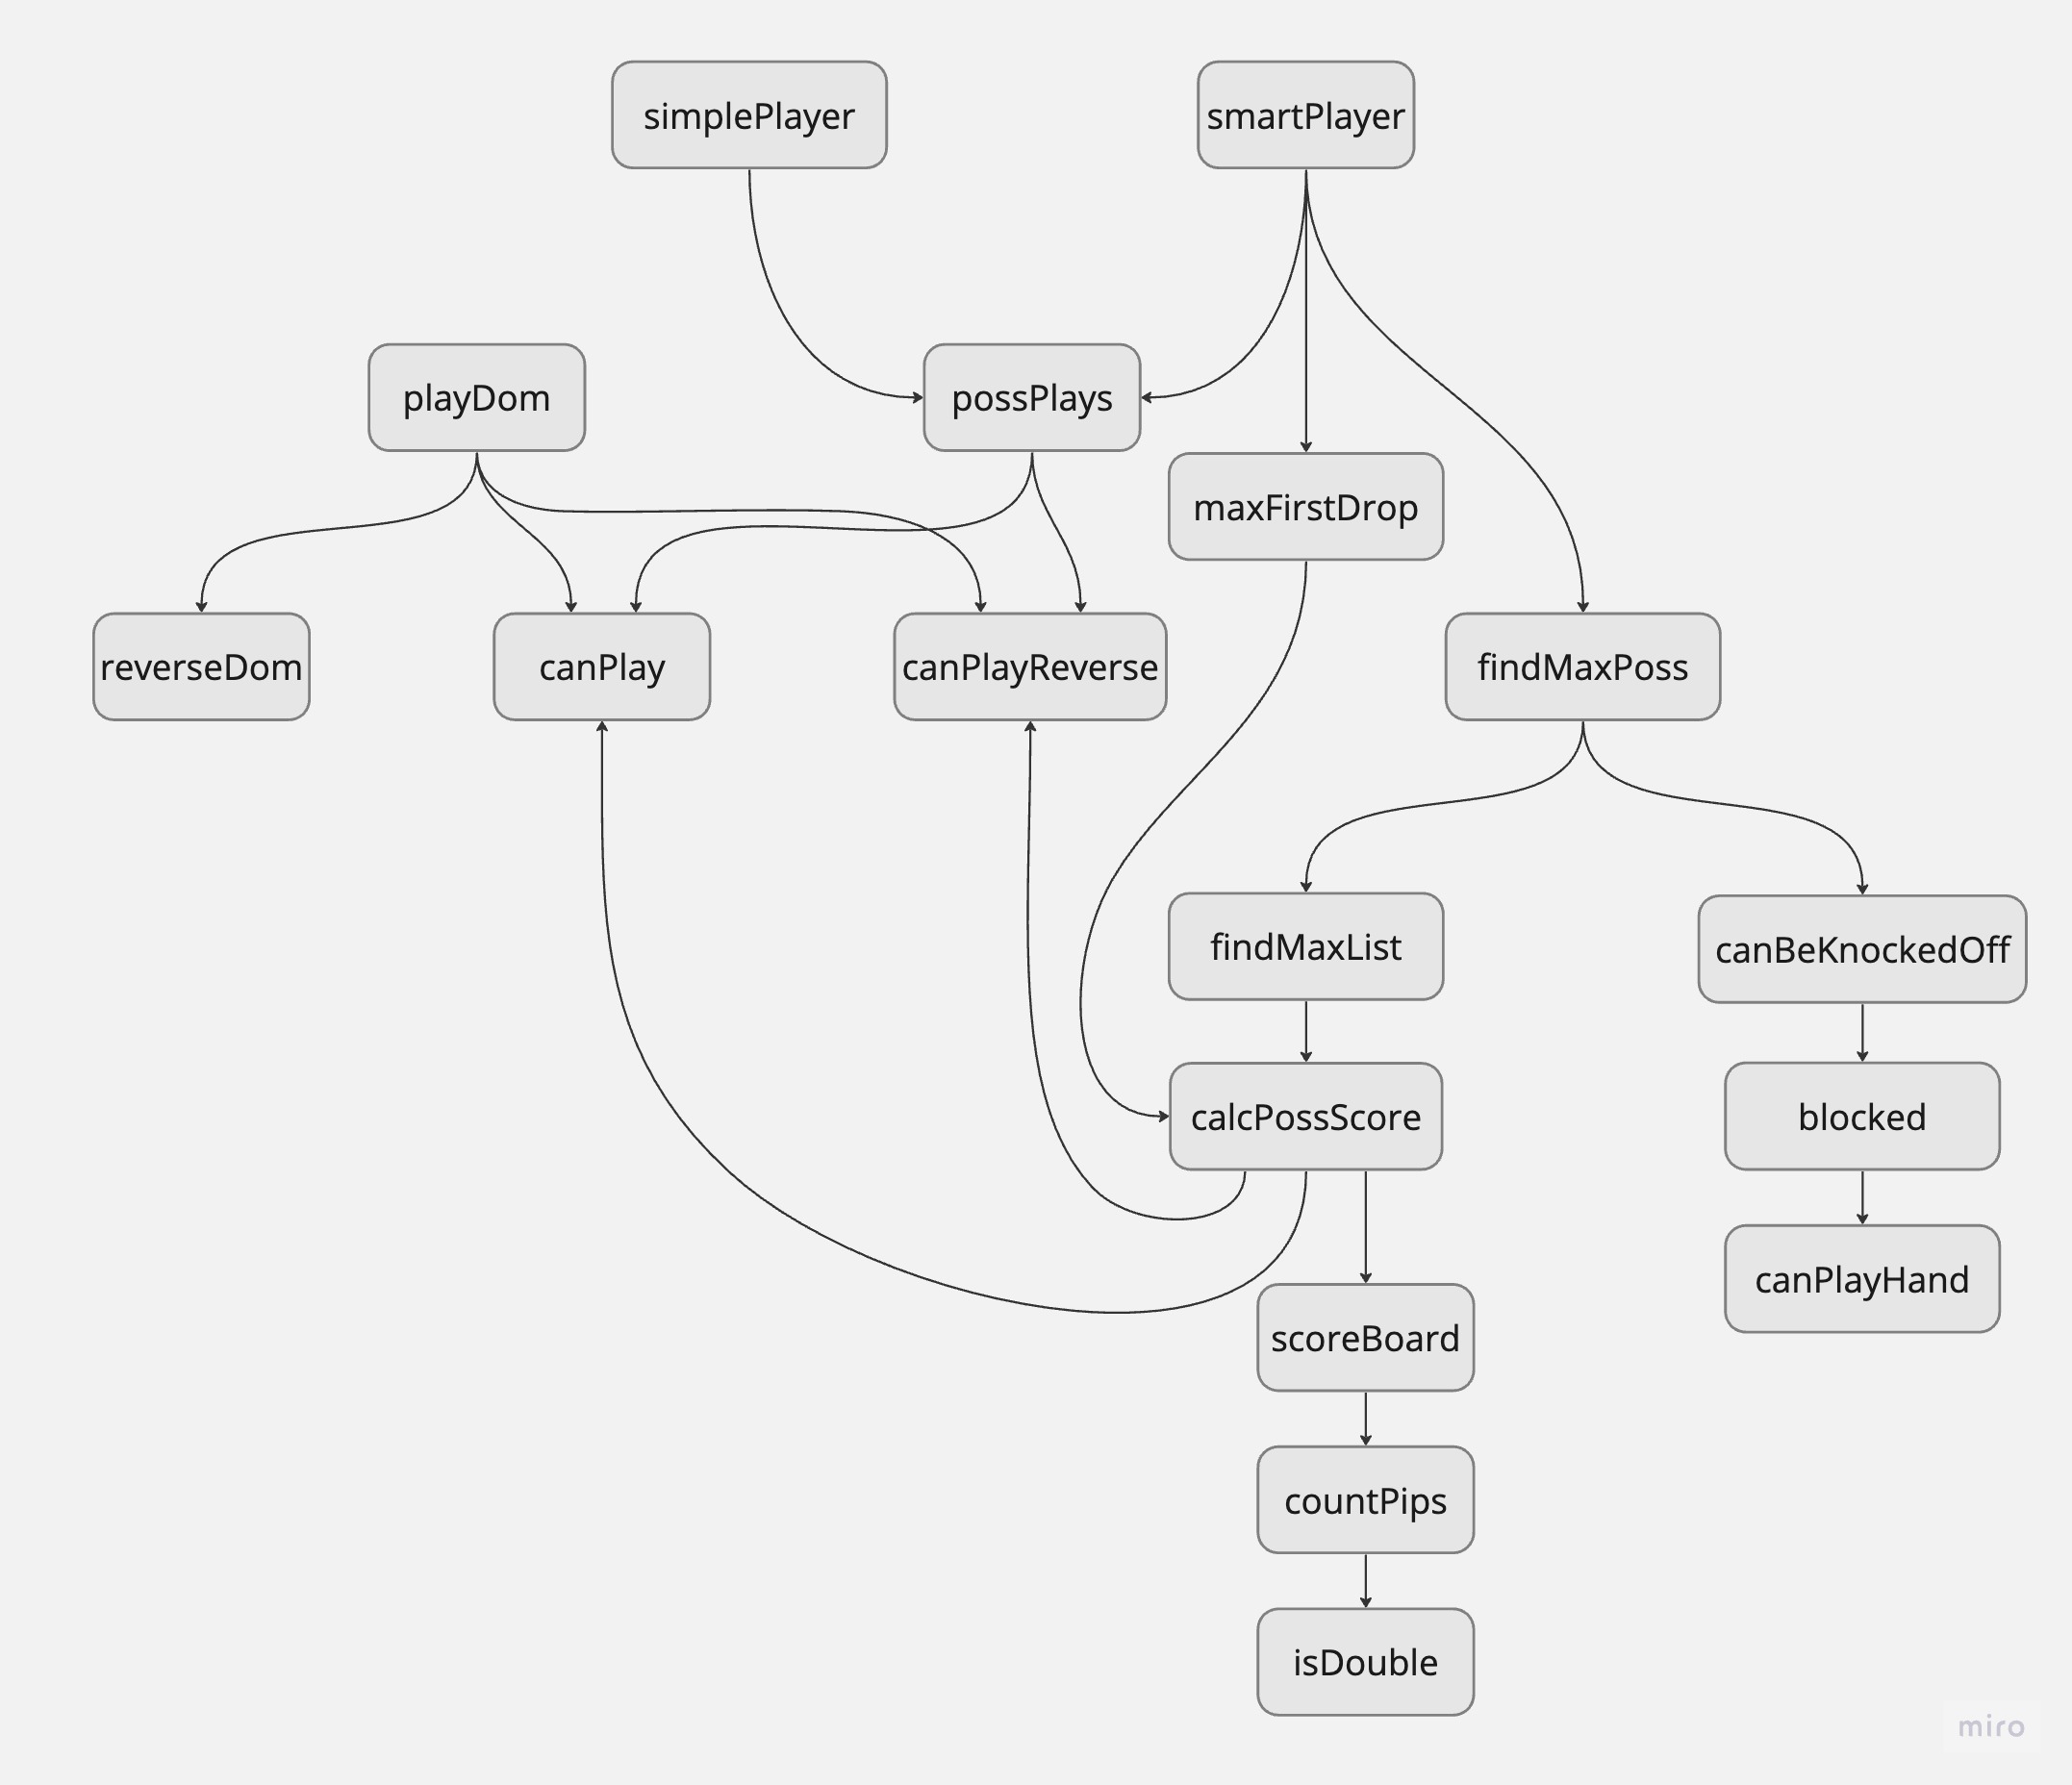 simplePlayer
smartPlayer
playDom
possPlays
maxFirstDrop
reverseDom
canPlay
canPlayReverse
findMaxPoss
findMaxList
canBeKnockedOff
calcPossScore
blocked
canPlayHand
scoreBoard
countPips
isDouble
miro